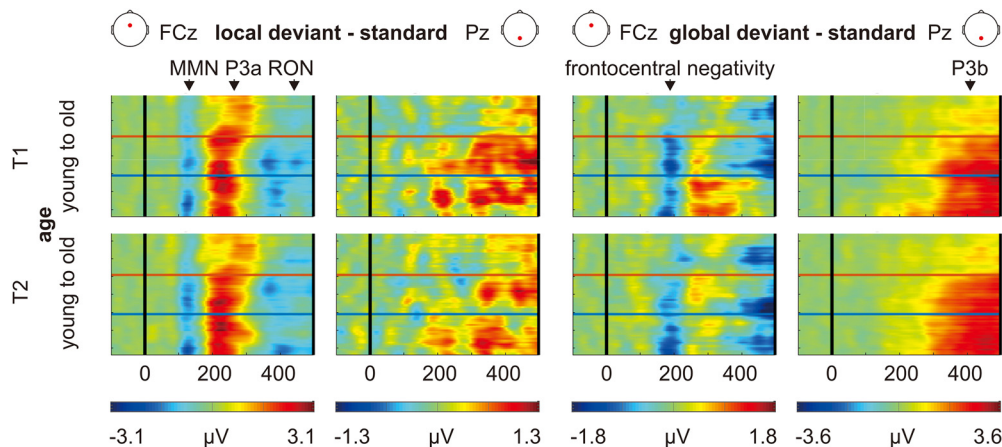 FCz local deviant - standard Pz
FCz global deviant - standard Pz
MMN P3a RON
frontocentral negativity
P3b
age
T1
young to old
T2
young to old
0 200 400
0 200 400
0 200 400
0 200 400
-3.1 µV 3.1
-1.3 µV 1.3
-1.8 µV 1.8
-3.6 µV 3.6